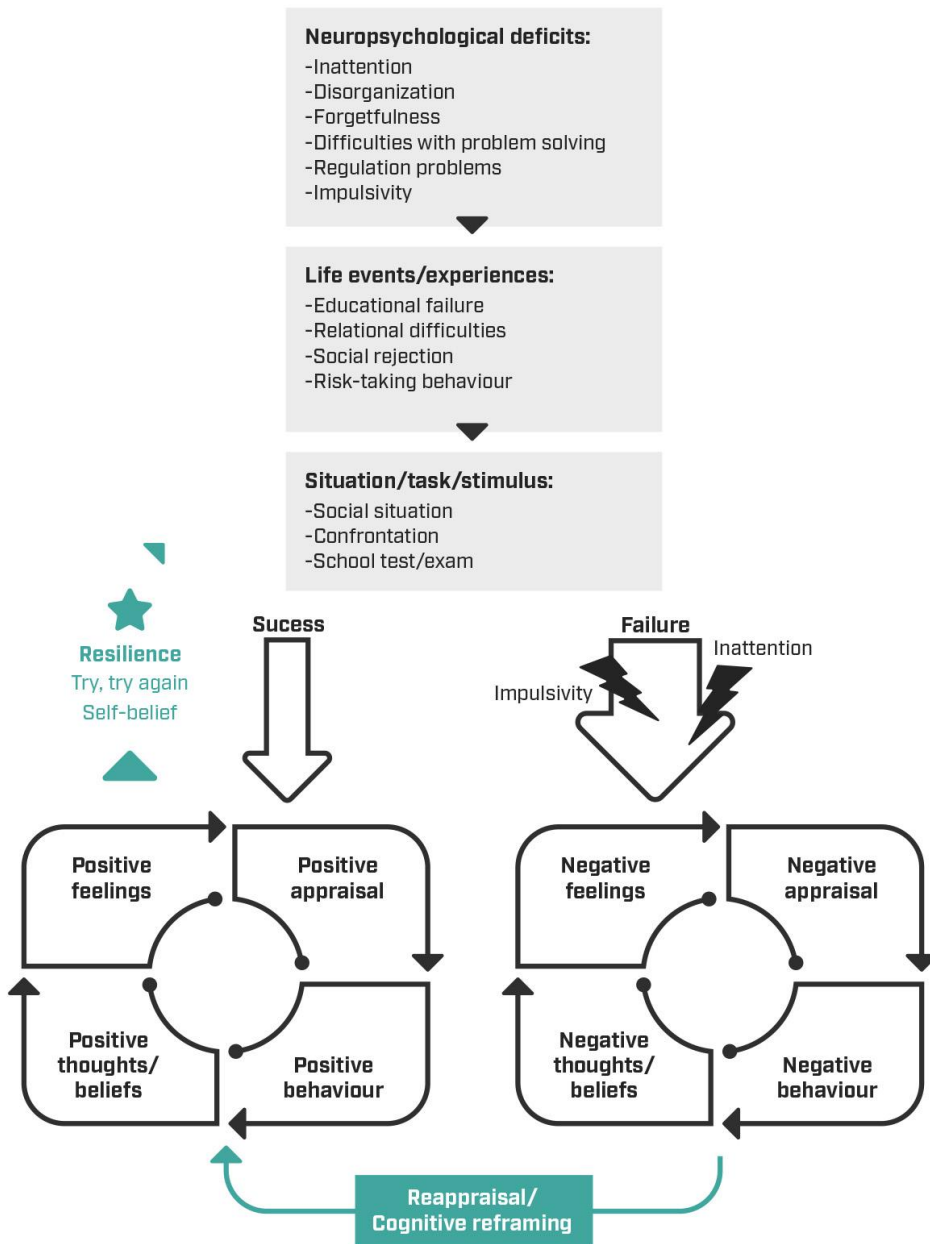 Neuropsychological deficits:
-Inattention
-Disorganization
-Forgetfulness
-Difficulties with problem solving
-Regulation problems
-Impulsivity
Life events/experiences:
-Educational failure
-Relational difficulties
-Social rejection
-Risk-taking behaviour
Situation/task/stimulus:
-Social situation
-Confrontation
-School test/exam
Resilience
Try, try again
Self-belief
Sucess
Failure
Impulsivity
Inattention
Positive
feelings
Positive
appraisal
Positive
thoughts/
beliefs
Positive
behaviour
Negative
feelings
Negative
appraisal
Negative
thoughts/
beliefs
Negative
behaviour
Reappraisal/
Cognitive reframing